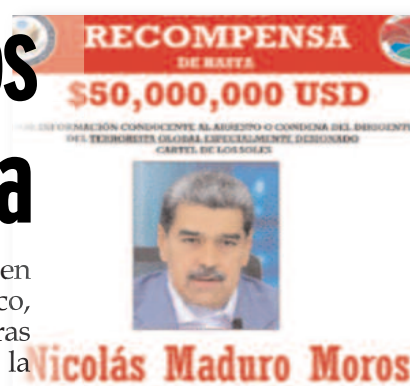 os
a
en
co,
ras
la
RECOMPENSA
DE HASTA
$50,000,000 USD
INFORMACIÓN CONDUCENTE AL ARRESTO O CONDENA DEL DIRIGENTE
DEL TERRORISTA GLOBAL ESPECIALMENTE DESIGNADO
CARTEL DE LOS SOLES
Nicolás Maduro Moros